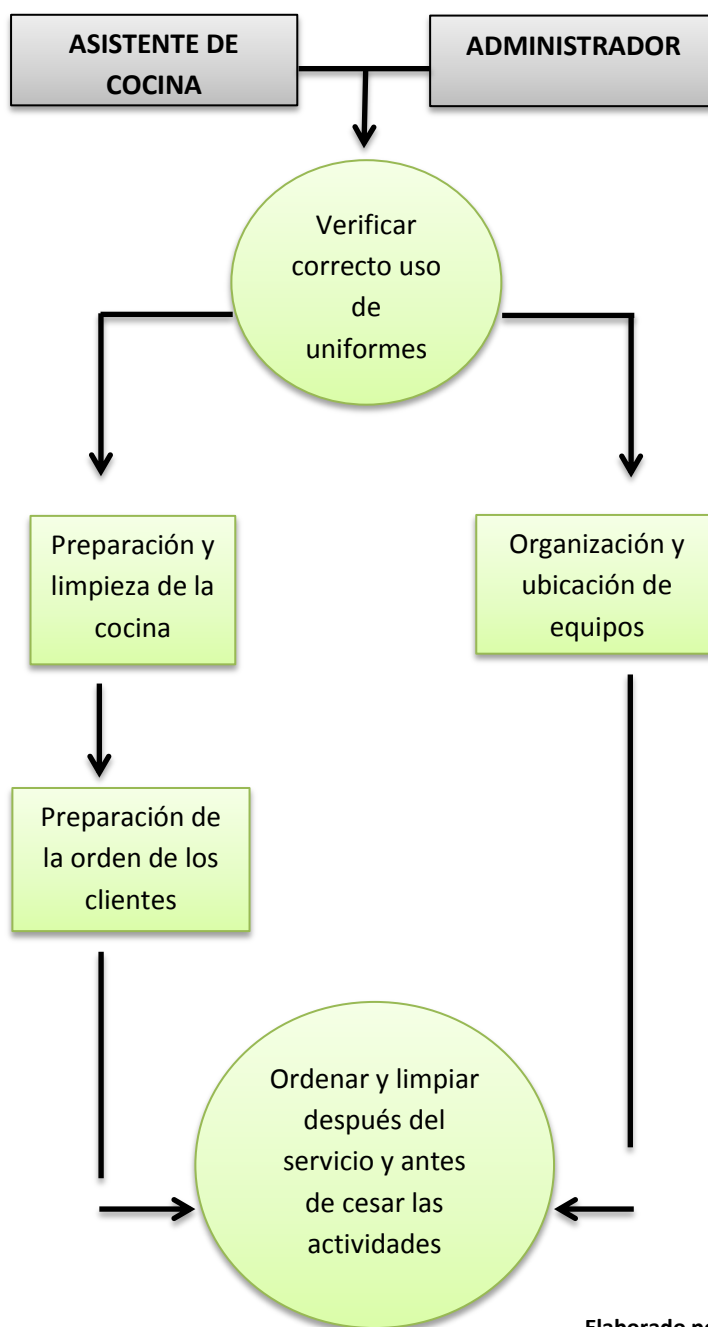 ASISTENTE DE
COCINA
ADMINISTRADOR
Verificar
correcto uso
de
uniformes
Preparación y
limpieza de la
cocina
Organización y
ubicación de
equipos
Preparación de
la orden de los
clientes
Ordenar y limpiar
después del
servicio y antes
de cesar las
actividades
Elaborado